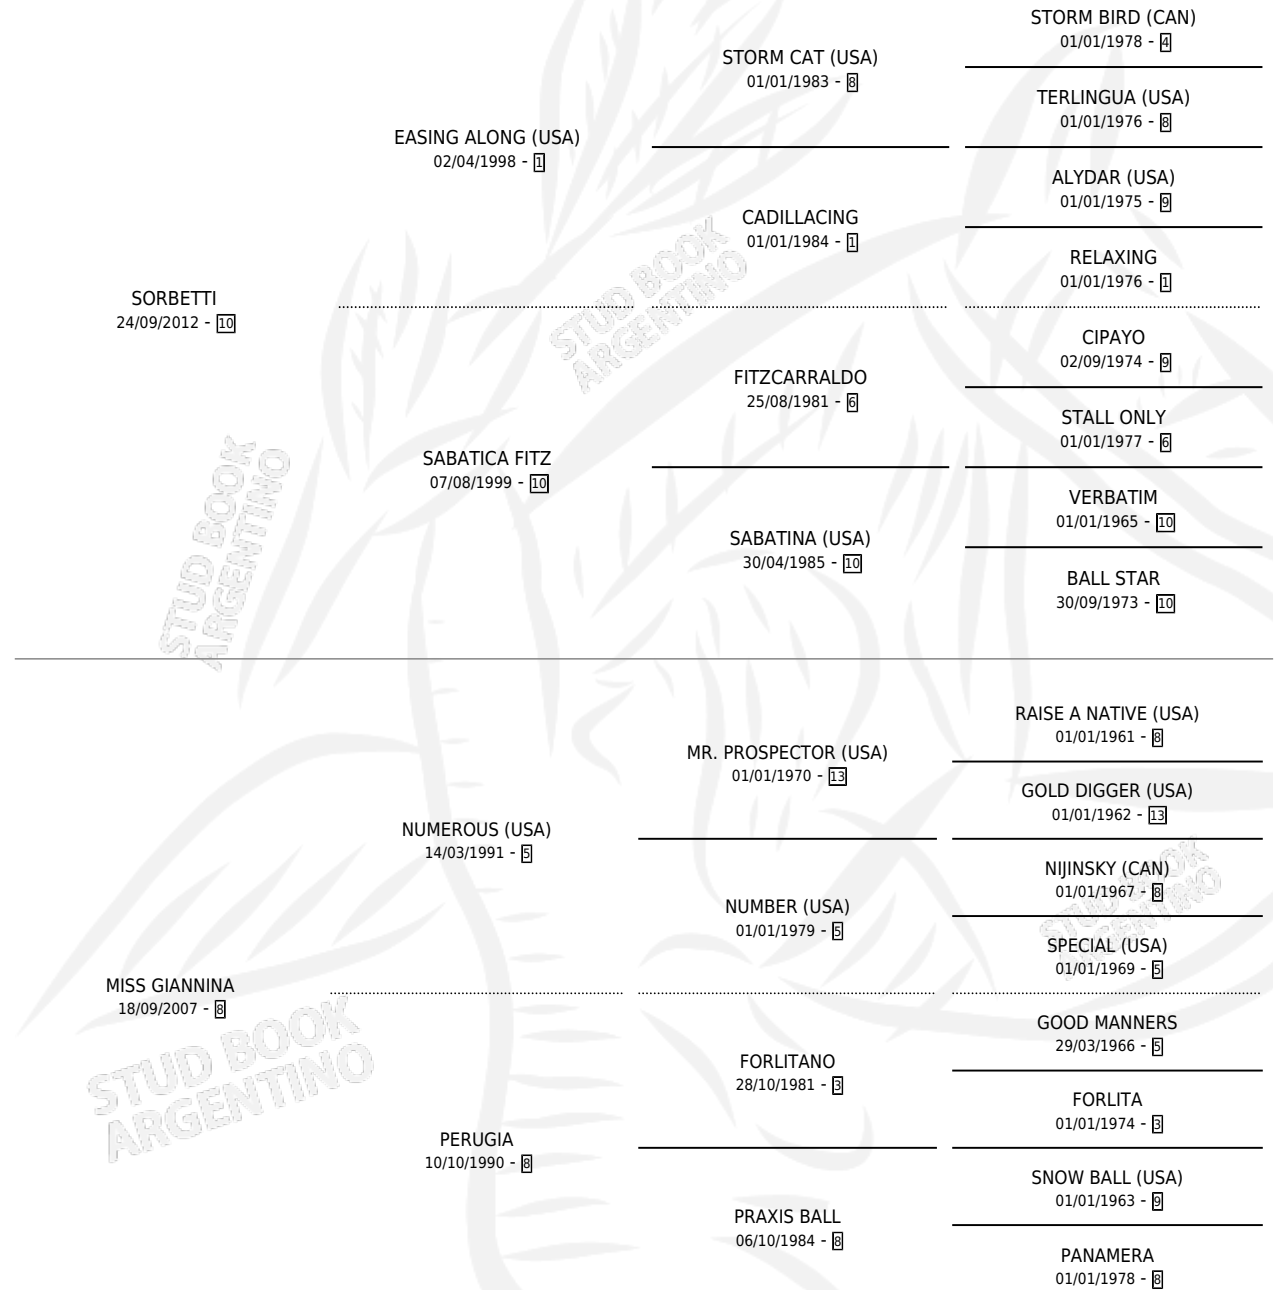 STORM BIRD (CAN)
01/01/1978 - 4
STORM CAT (USA)
01/01/1983 - 8
TERLINGUA (USA)
01/01/1976 - 8
EASING ALONG (USA)
02/04/1998 - 1
ALYDAR (USA)
01/01/1975 - 9
CADILLACING
01/01/1984 - 1
RELAXING
01/01/1976 - 1
SORBETTI
24/09/2012 - 10
CIPAYO
02/09/1974 - 9
FITZCARRALDO
25/08/1981 - 6
STALL ONLY
01/01/1977 - 6
SABATICA FITZ
07/08/1999 - 10
VERBATIM
01/01/1965 - 10
SABATINA (USA)
30/04/1985 - 10
BALL STAR
30/09/1973 - 10
RAISE A NATIVE (USA)
01/01/1961 - 8
MR. PROSPECTOR (USA)
01/01/1970 - 13
GOLD DIGGER (USA)
01/01/1962 - 13
NUMEROUS (USA)
14/03/1991 - 5
NIJINSKY (CAN)
01/01/1967 - 8
NUMBER (USA)
01/01/1979 - 5
SPECIAL (USA)
01/01/1969 - 5
MISS GIANNINA
18/09/2007 - 8
GOOD MANNERS
29/03/1966 - 5
FORLITANO
28/10/1981 - 3
FORLITA
01/01/1974 - 3
PERUGIA
10/10/1990 - 8
SNOW BALL (USA)
01/01/1963 - 9
PRAXIS BALL
06/10/1984 - 8
PANAMERA
01/01/1978 - 8
STUD BOOK
ARGENTINO
STUD BOOK
ARGENTINO
STUD BOOK
ARGENTINO
STUD BOOK
ARGENTINO